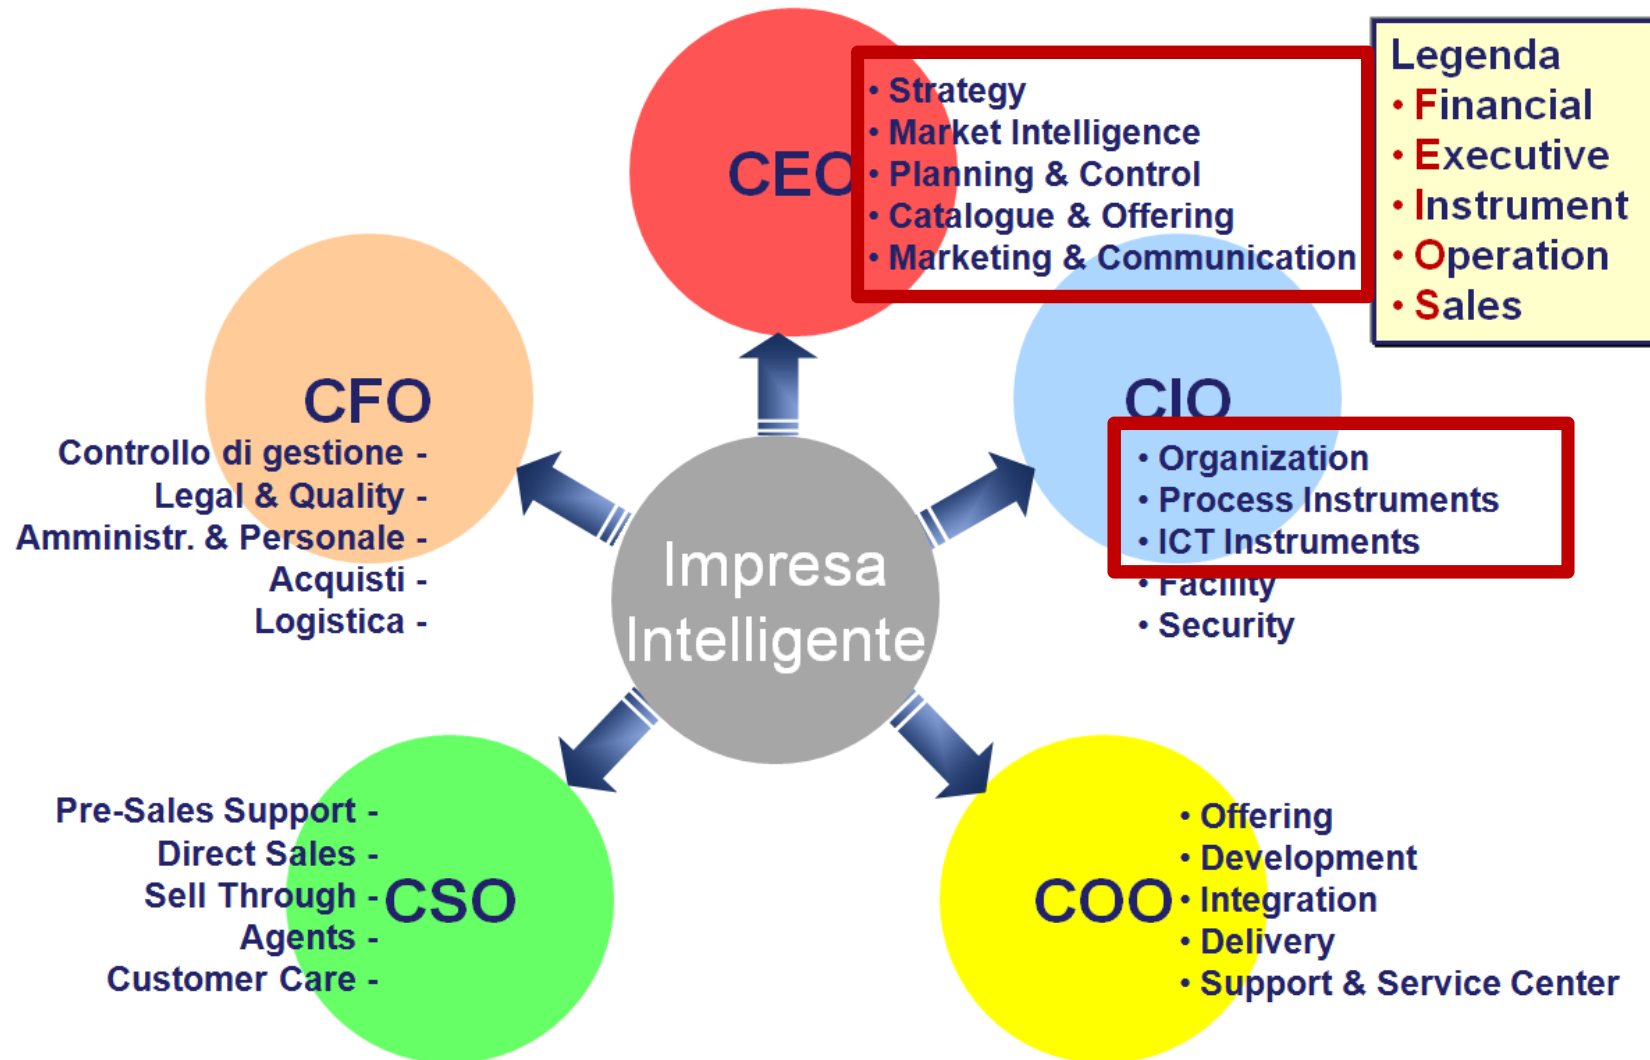 CEO
• Strategy
• Market Intelligence
• Planning & Control
• Catalogue & Offering
• Marketing & Communication
Legenda
• Financial
• Executive
• Instrument
• Operation
• Sales
CFO
Controllo di gestione -
Legal & Quality -
Amministr. & Personale -
Acquisti -
Logistica -
CIO
• Organization
• Process Instruments
• ICT Instruments
• Facility
• Security
Impresa
Intelligente
CSO
Pre-Sales Support -
Direct Sales -
Sell Through -
Agents -
Customer Care -
COO
• Offering
• Development
• Integration
• Delivery
• Support & Service Center